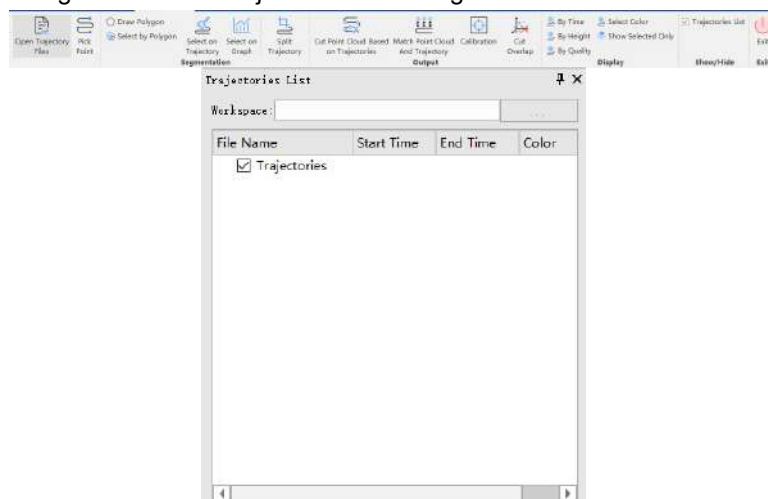 Open Trajectory Files
Pick Point
Draw Polygon
Select by Polygon
Select on Trajectory
Select on Graph
Split Trajectory
Segmentation
Cut Point Cloud Based on Trajectories
Match Point Cloud And Trajectory
Calibration
Cut Overlap
Output
By Time
By Height
By Quality
Select Color
Show Selected Only
Display
Trajectories List
Show/Hide
Exit
Exit
Trajectories List
Workspace:
...
File Name Start Time End Time Color
Trajectories